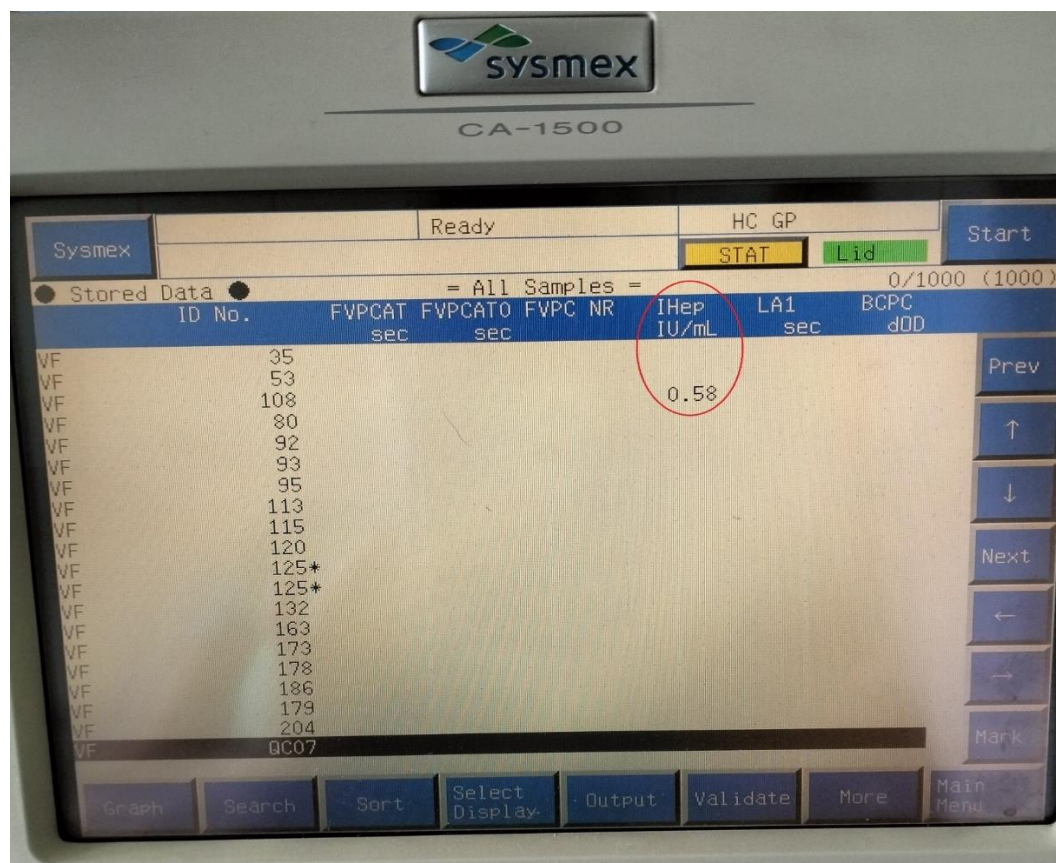 sysmex
CA-1500
Sysmex
Ready
HC GP
STAT
Lid
Start
Stored Data
= All Samples =
0/1000 (1000)
ID No. FVPCAT FVPCAT0 FVPC NR IHep LA1 BCPC
sec sec IU/mL sec dOD
VF 35
VF 53
VF 108 0.58
VF 80
VF 92
VF 93
VF 95
VF 113
VF 115
VF 120
VF 125*
VF 125*
VF 132
VF 163
VF 173
VF 178
VF 186
VF 179
VF 204
VF QC07
Prev
↑
↓
Next
←
→
Mark
Graph
Search
Sort
Select
Display
Output
Validate
More
Main
Menu